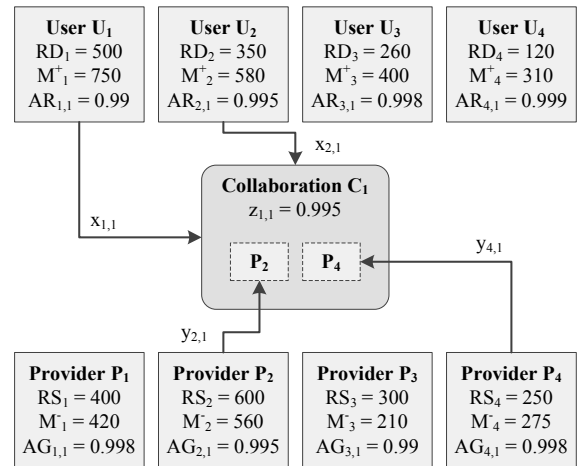 User U₁
RD₁ = 500
M⁺₁ = 750
AR₁,₁ = 0.99
User U₂
RD₂ = 350
M⁺₂ = 580
AR₂,₁ = 0.995
User U₃
RD₃ = 260
M⁺₃ = 400
AR₃,₁ = 0.998
User U₄
RD₄ = 120
M⁺₄ = 310
AR₄,₁ = 0.999
x₂,₁
x₁,₁
Collaboration C₁
z₁,₁ = 0.995
P₂
P₄
y₄,₁
y₂,₁
Provider P₁
RS₁ = 400
M⁻₁ = 420
AG₁,₁ = 0.998
Provider P₂
RS₂ = 600
M⁻₂ = 560
AG₂,₁ = 0.995
Provider P₃
RS₃ = 300
M⁻₃ = 210
AG₃,₁ = 0.99
Provider P₄
RS₄ = 250
M⁻₄ = 275
AG₄,₁ = 0.998